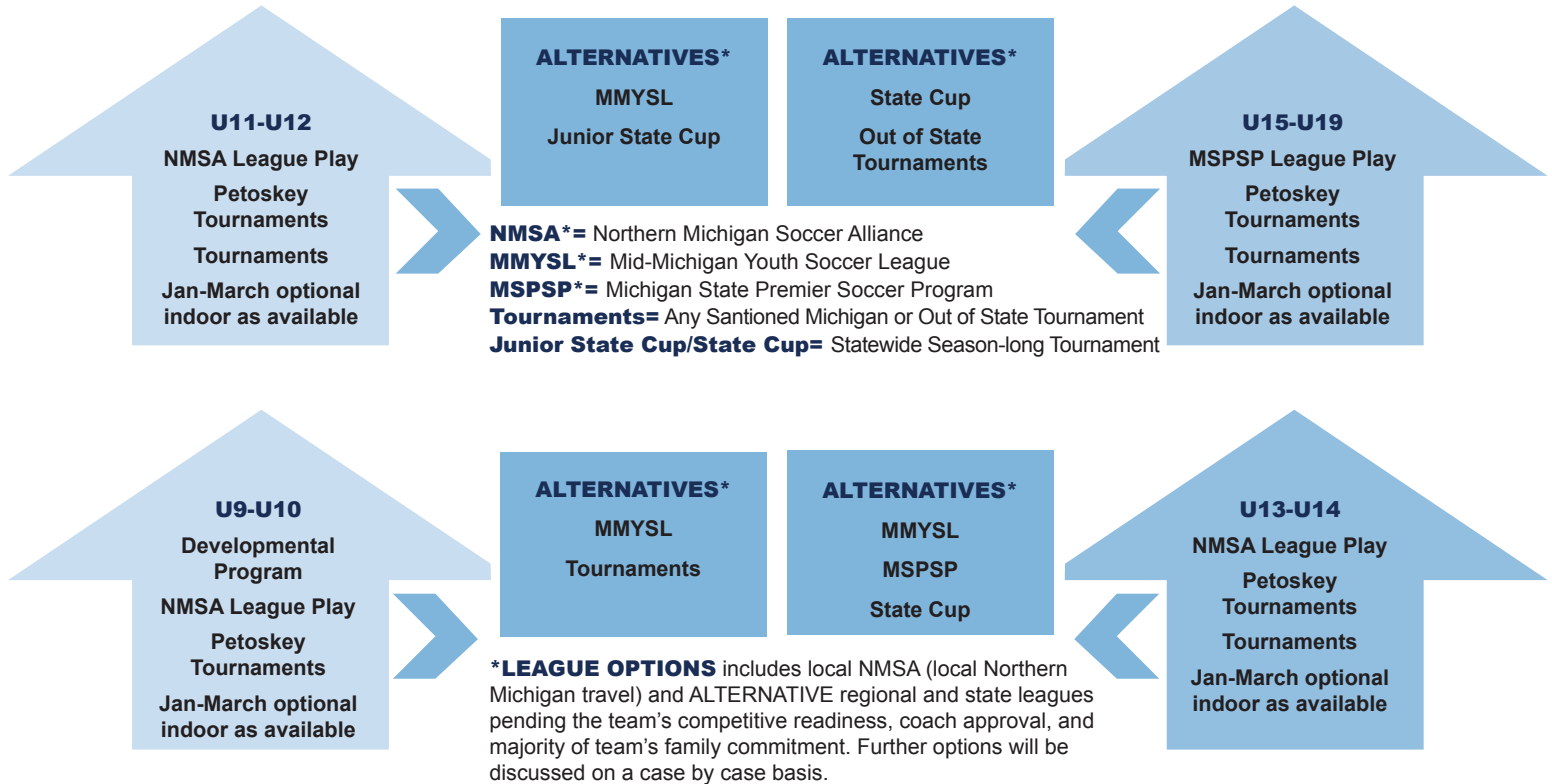 U11-U12
NMSA League Play
Petoskey
Tournaments
Tournaments
Jan-March optional
indoor as available
ALTERNATIVES*
MMYSL
Junior State Cup
ALTERNATIVES*
State Cup
Out of State
Tournaments
U15-U19
MSPSP League Play
Petoskey
Tournaments
Tournaments
Jan-March optional
indoor as available
NMSA*= Northern Michigan Soccer Alliance
MMYSL*= Mid-Michigan Youth Soccer League
MSPSP*= Michigan State Premier Soccer Program
Tournaments= Any Santioned Michigan or Out of State Tournament
Junior State Cup/State Cup= Statewide Season-long Tournament
U9-U10
Developmental
Program
NMSA League Play
Petoskey
Tournaments
Jan-March optional
indoor as available
ALTERNATIVES*
MMYSL
Tournaments
ALTERNATIVES*
MMYSL
MSPSP
State Cup
U13-U14
NMSA League Play
Petoskey
Tournaments
Tournaments
Jan-March optional
indoor as available
*LEAGUE OPTIONS includes local NMSA (local Northern
Michigan travel) and ALTERNATIVE regional and state leagues
pending the team's competitive readiness, coach approval, and
majority of team's family commitment. Further options will be
discussed on a case by case basis.